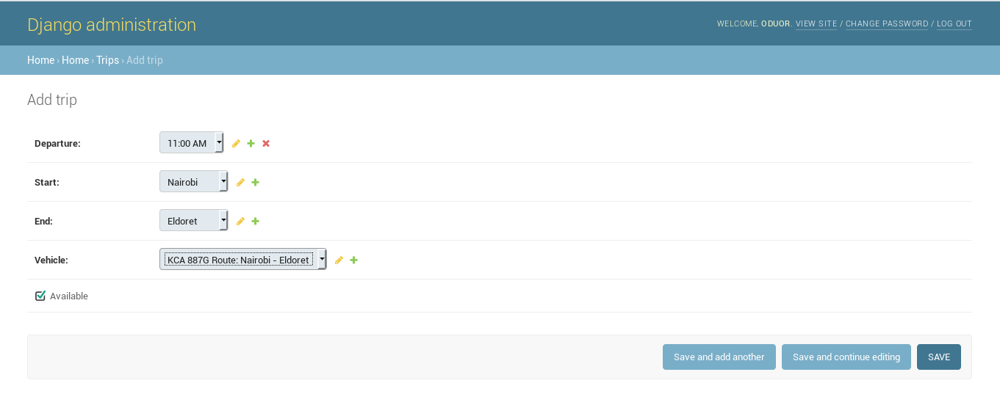 Django administration
WELCOME, ODUOR. VIEW SITE / CHANGE PASSWORD / LOG OUT
Home › Home › Trips › Add trip
Add trip
Departure: 11:00 AM
Start: Nairobi
End: Eldoret
Vehicle: KCA 887G Route: Nairobi - Eldoret
Available
Save and add another Save and continue editing SAVE